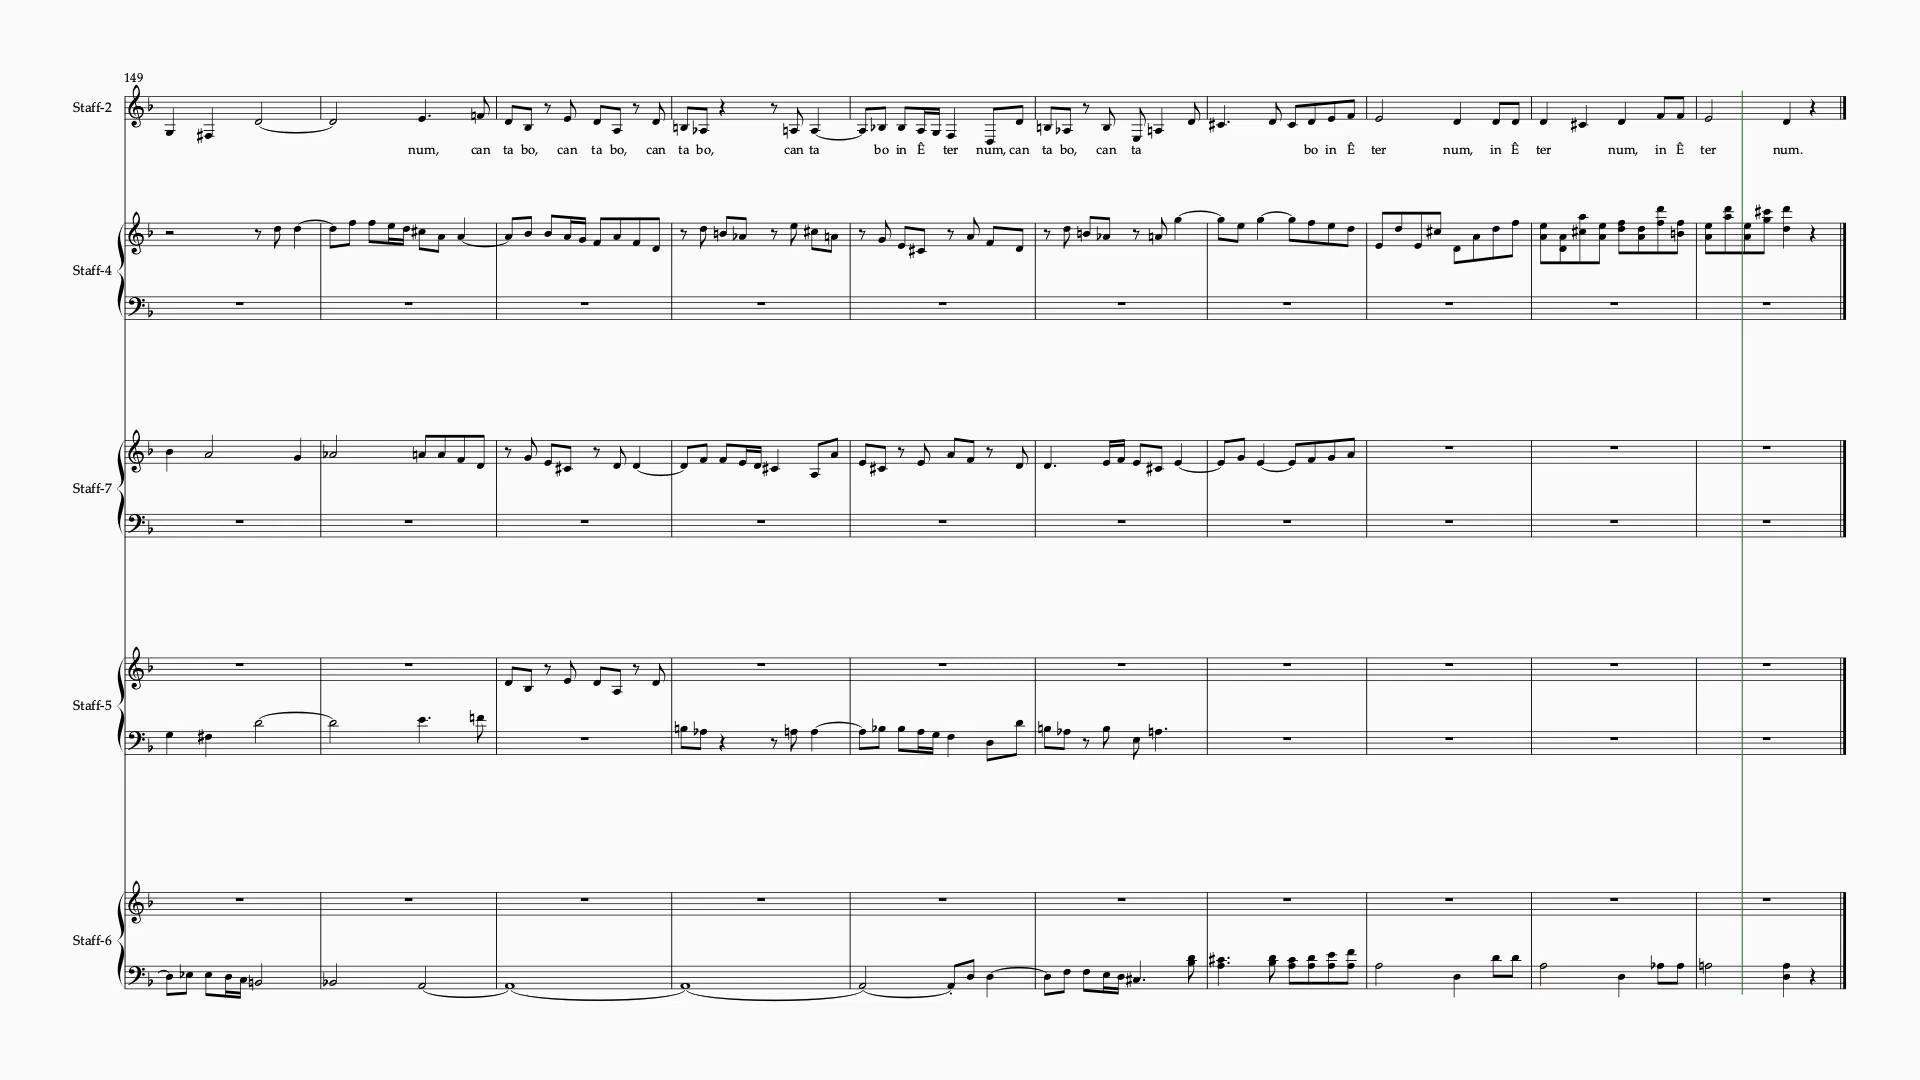 149
Staff-2
num, can ta bo, can ta bo, can ta bo, can ta bo in Ê ter num, can ta bo, can ta bo in Ê ter num, in Ê ter num, in Ê ter num.
Staff-4
Staff-7
Staff-5
Staff-6